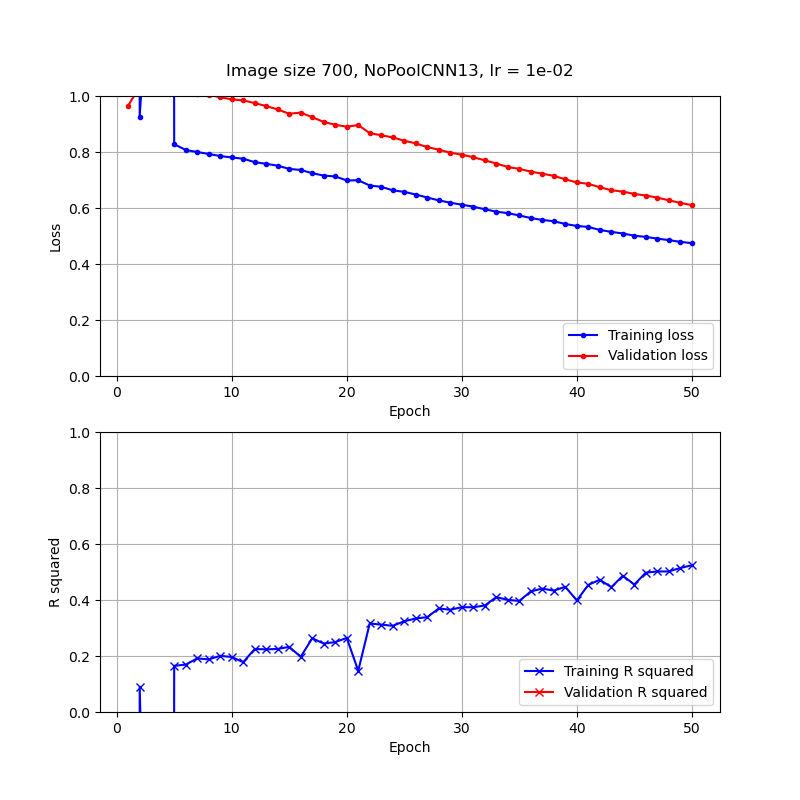 Image size 700, NoPoolCNN13, lr = 1e-02
1.0
0.8
0.6
0.4
0.2
0.0
Loss
Training loss
Validation loss
0 10 20 30 40 50
Epoch
1.0
0.8
0.6
0.4
0.2
0.0
R squared
Training R squared
Validation R squared
0 10 20 30 40 50
Epoch